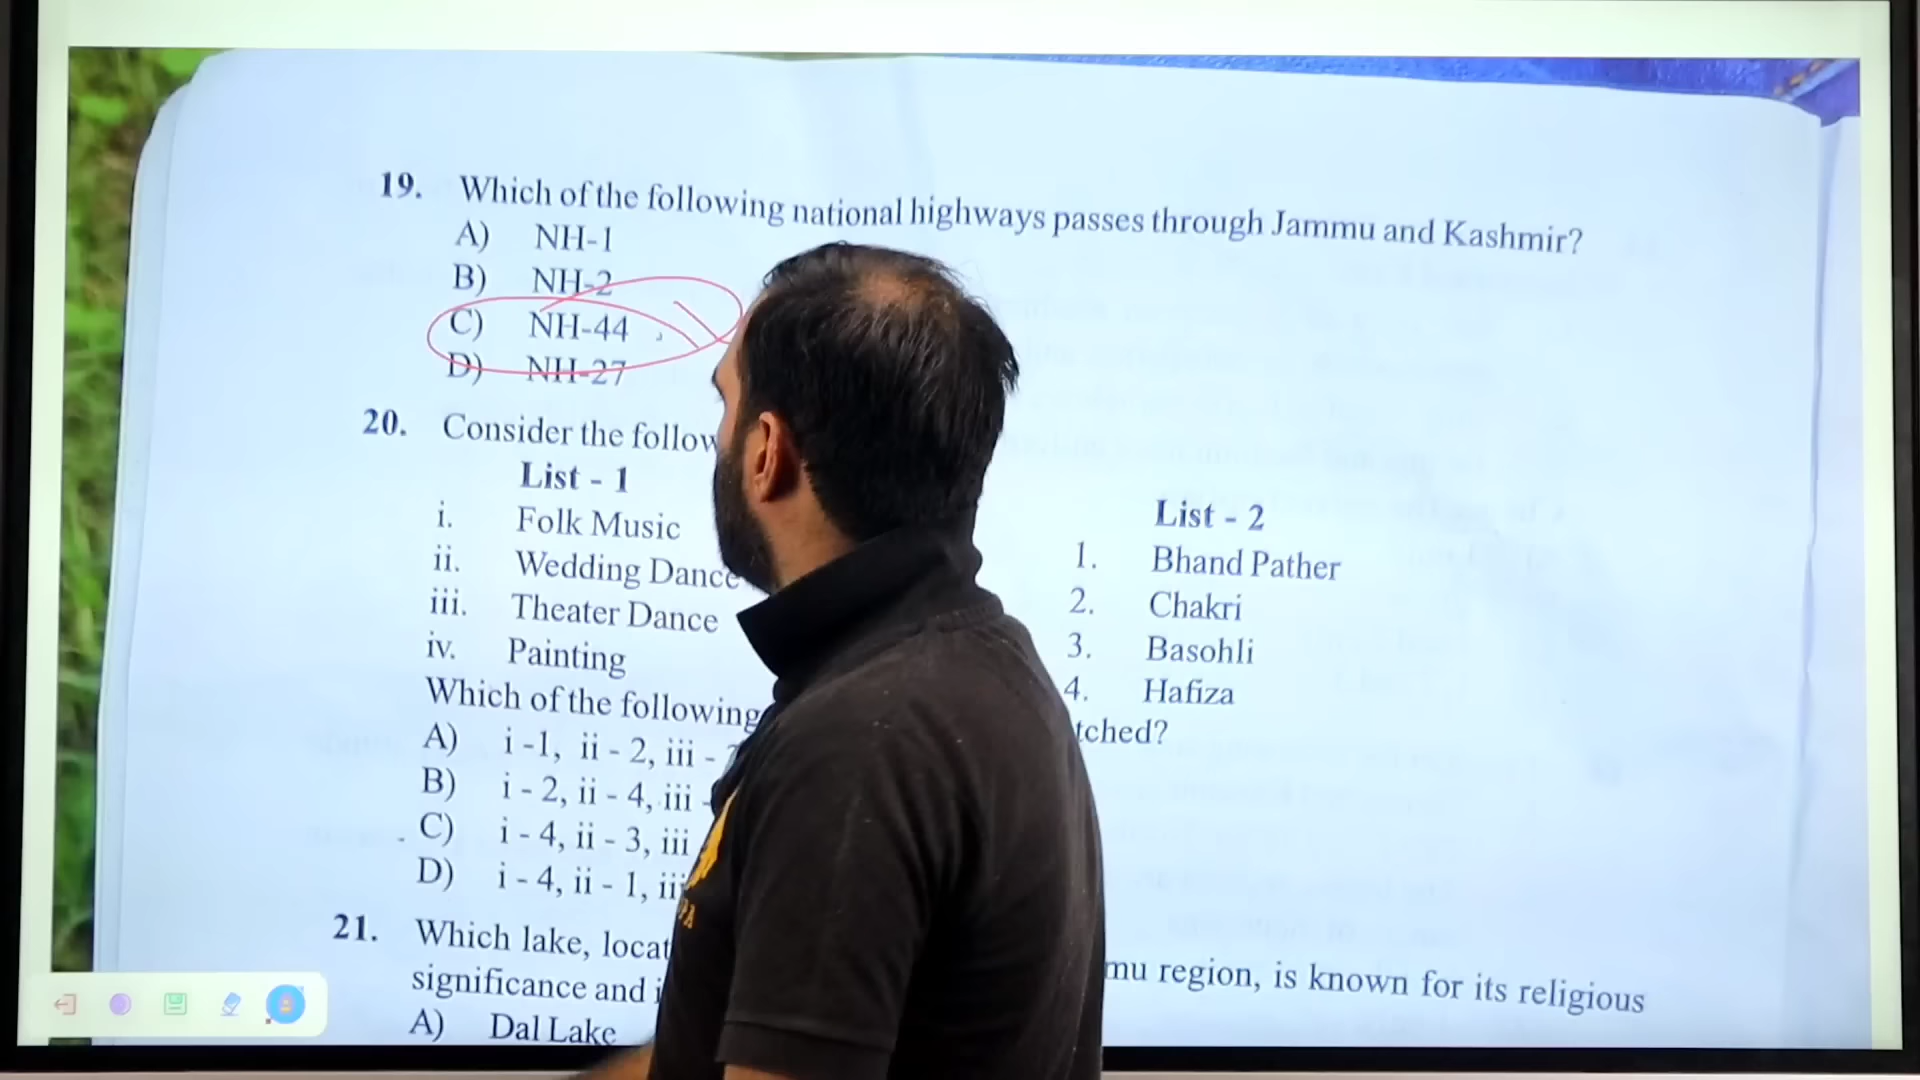 19. Which of the following national highways passes through Jammu and Kashmir?
A) NH-1
B) NH-2
C) NH-44
D) NH-27
20. Consider the follow
List - 1 List - 2
i. Folk Music 1. Bhand Pather
ii. Wedding Dance 2. Chakri
iii. Theater Dance 3. Basohli
iv. Painting 4. Hafiza
Which of the following tched?
A) i -1, ii - 2, iii -
B) i - 2, ii - 4, iii -
C) i - 4, ii - 3, iii
D) i - 4, ii - 1, iii
21. Which lake, locat mu region, is known for its religious
significance and i
A) Dal Lake